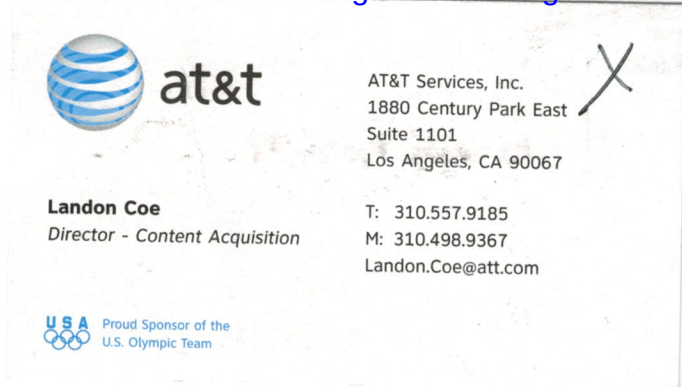 at&t
AT&T Services, Inc.
1880 Century Park East
Suite 1101
Los Angeles, CA 90067
Landon Coe
Director - Content Acquisition
T: 310.557.9185
M: 310.498.9367
Landon.Coe@att.com
USA
Proud Sponsor of the
U.S. Olympic Team